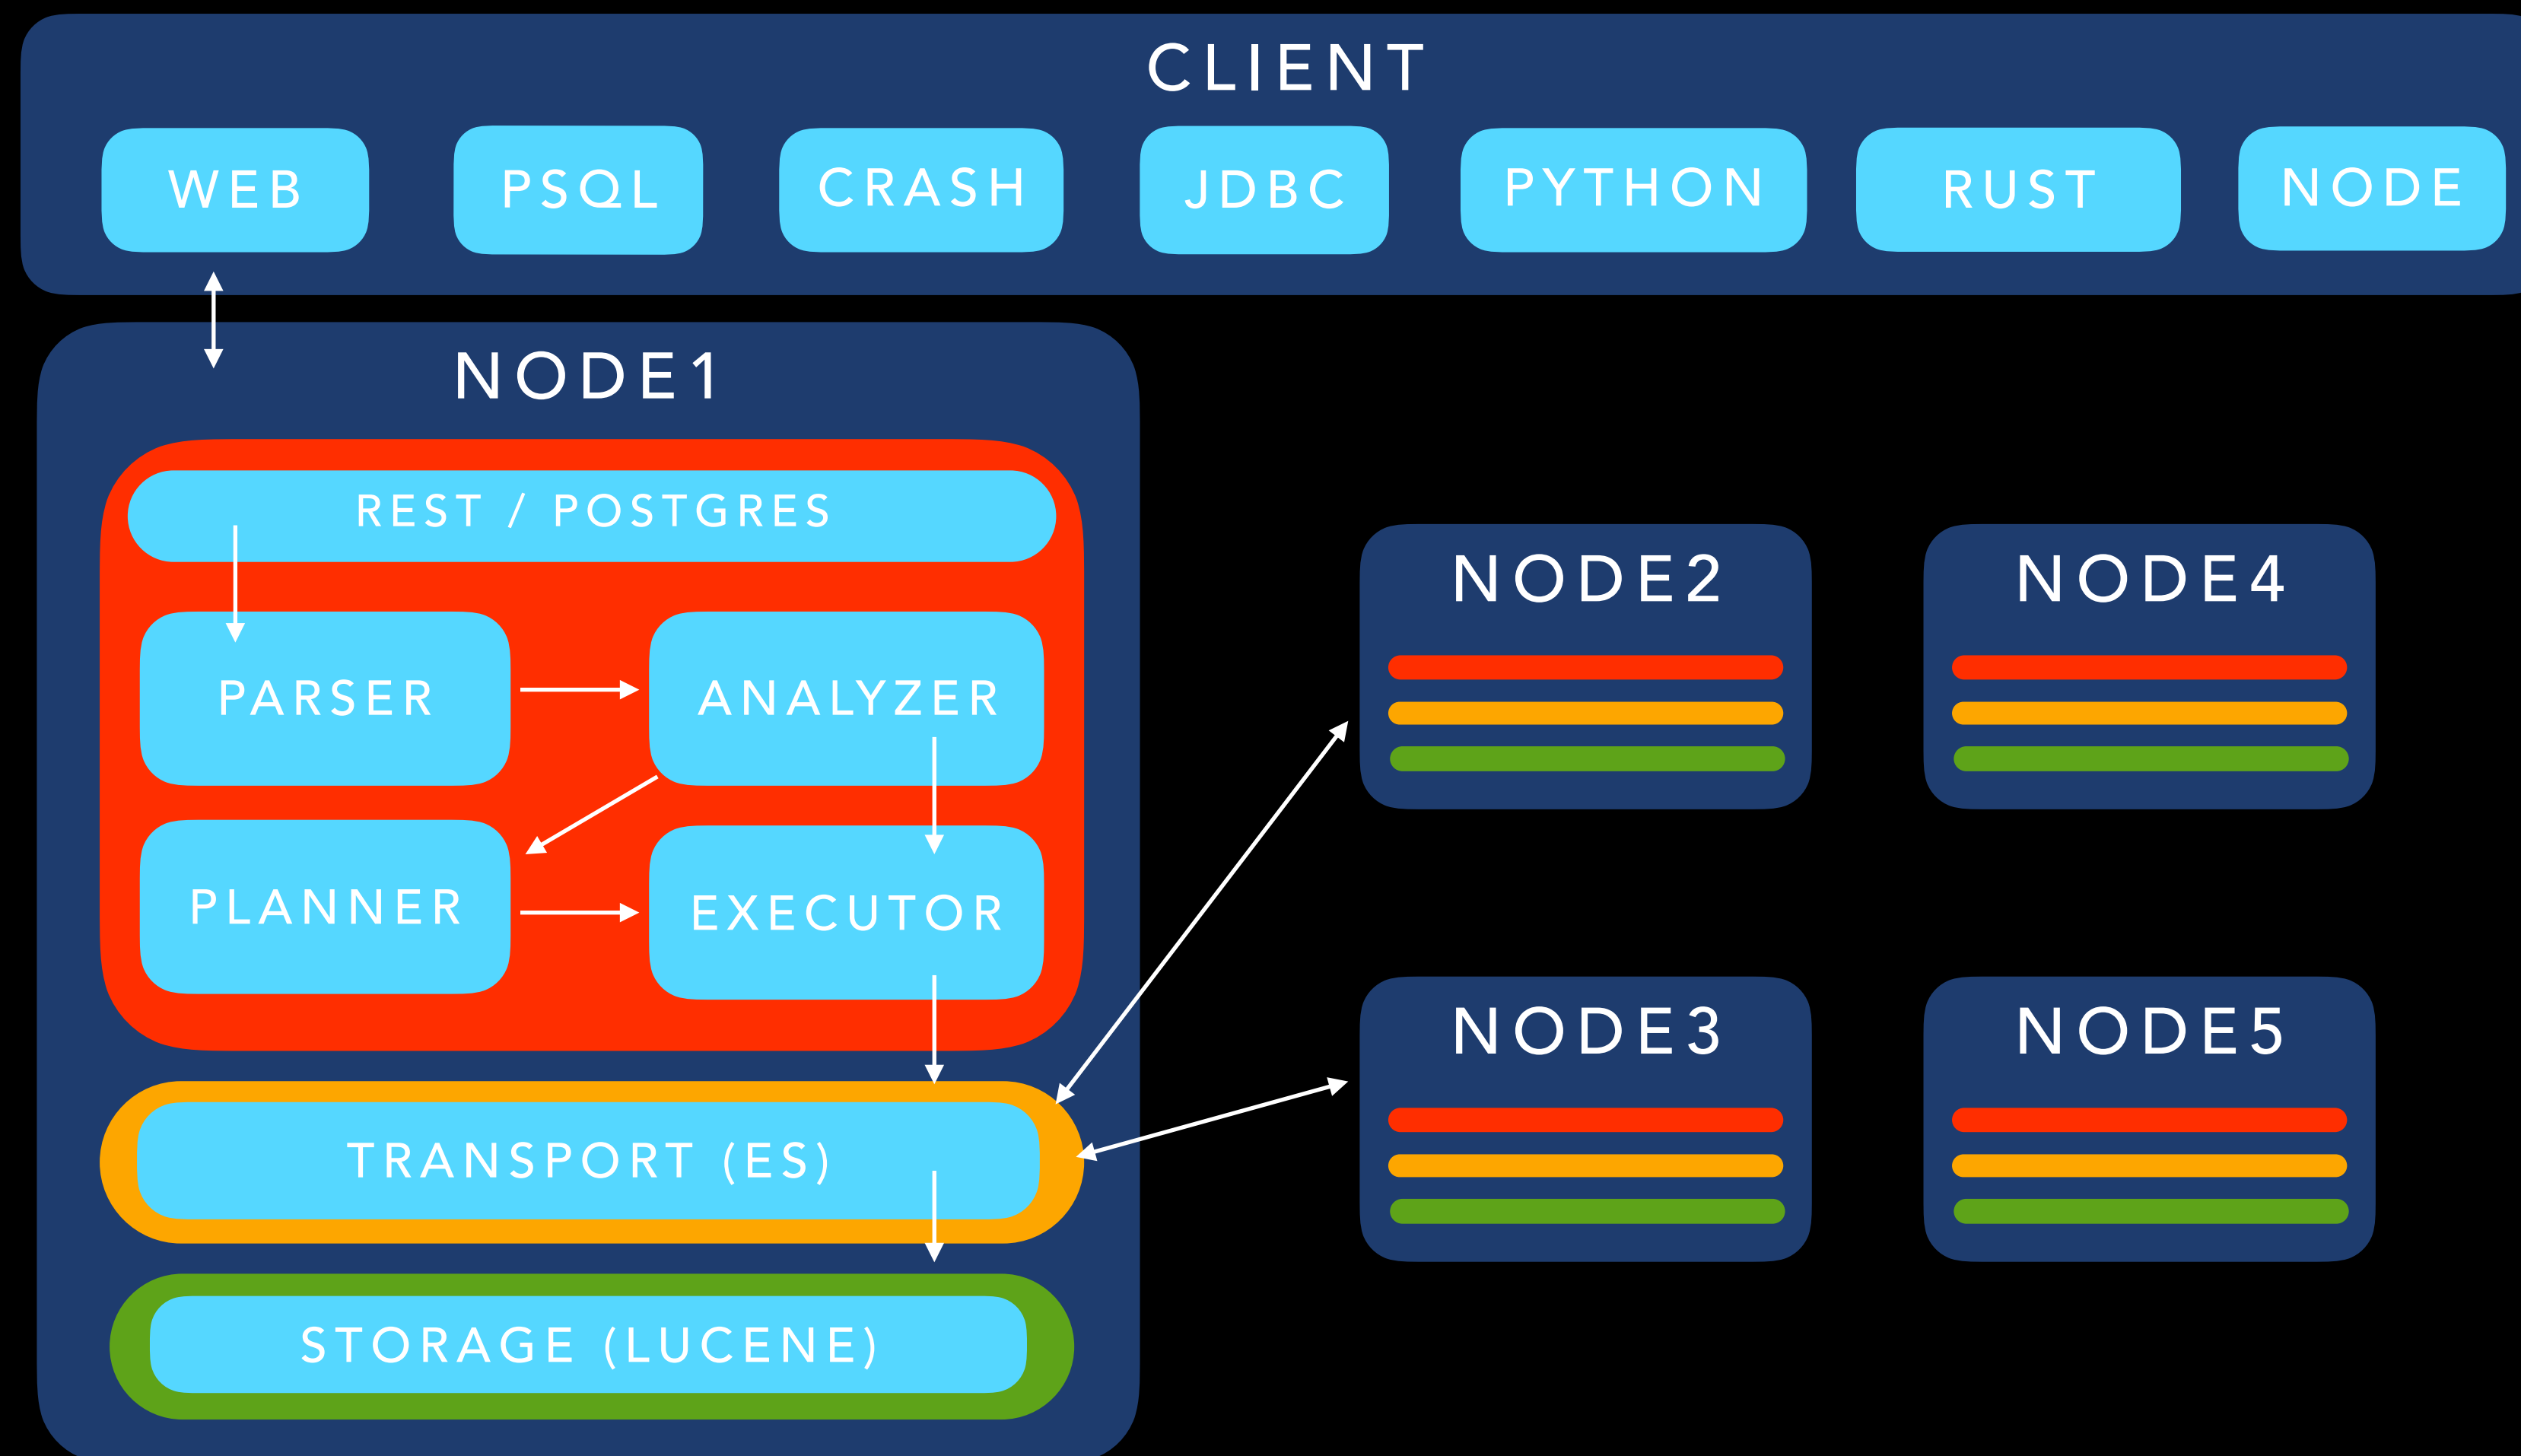 CLIENT
WEB PSQL CRASH JDBC PYTHON RUST NODE
NODE1
REST / POSTGRES
PARSER ANALYZER
PLANNER EXECUTOR
TRANSPORT (ES)
STORAGE (LUCENE)
NODE2 NODE4
NODE3 NODE5